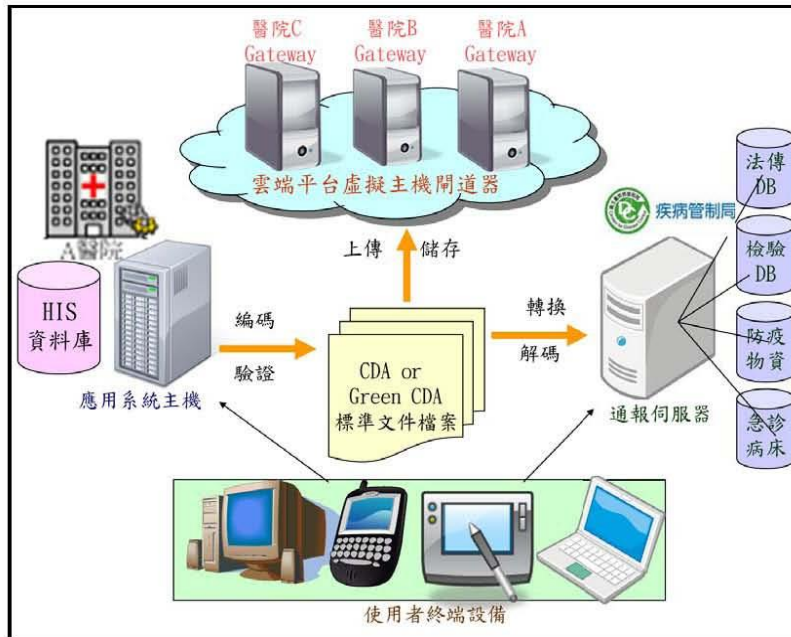 醫院C
Gateway
醫院B
Gateway
醫院A
Gateway
雲端平台虛擬主機閘道器
A醫院
HIS
資料庫
應用系統主機
編碼
驗證
上傳
儲存
CDA or
Green CDA
標準文件檔案
轉換
解碼
疾病管制局
通報伺服器
法傳
DB
檢驗
DB
防疫
物資
急診
病床
使用者終端設備